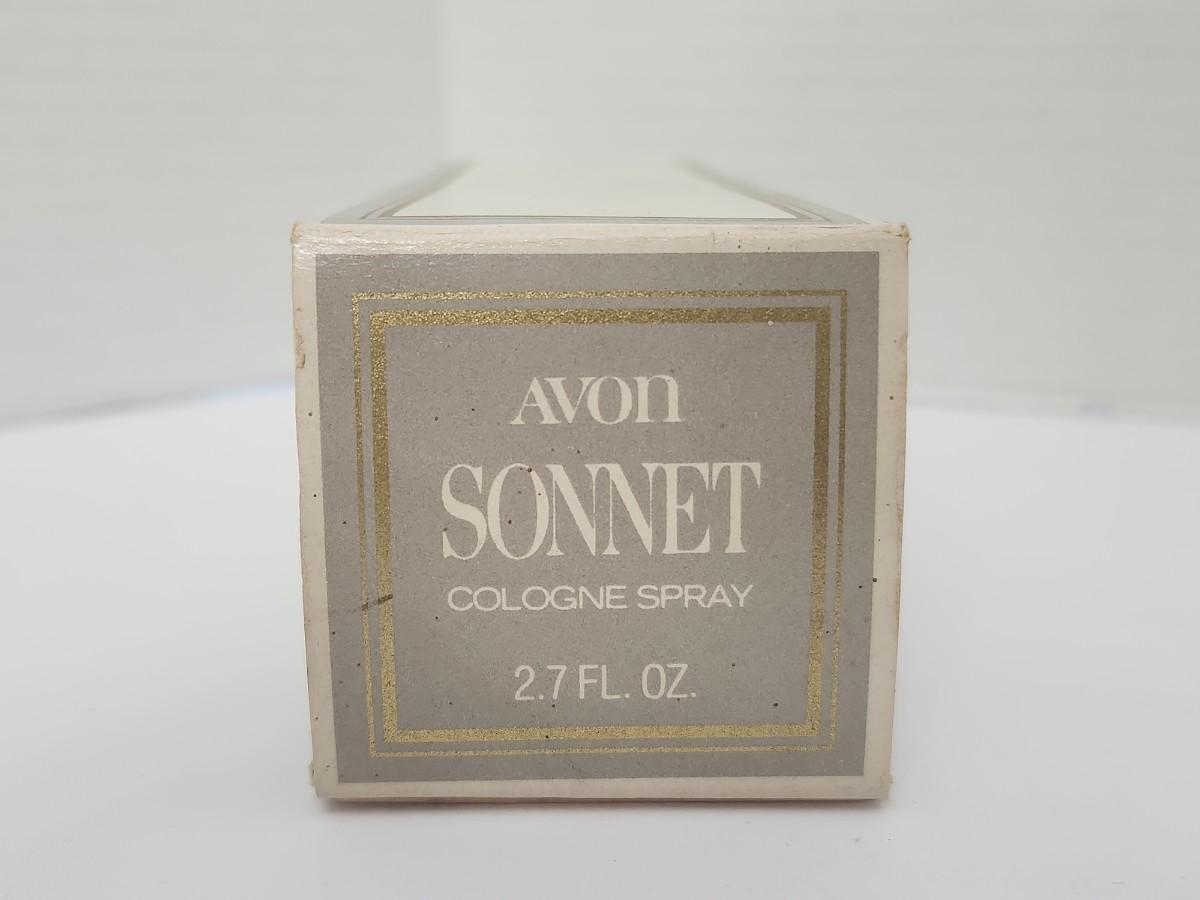 AVON
SONNET
COLOGNE SPRAY
2.7 FL. OZ.